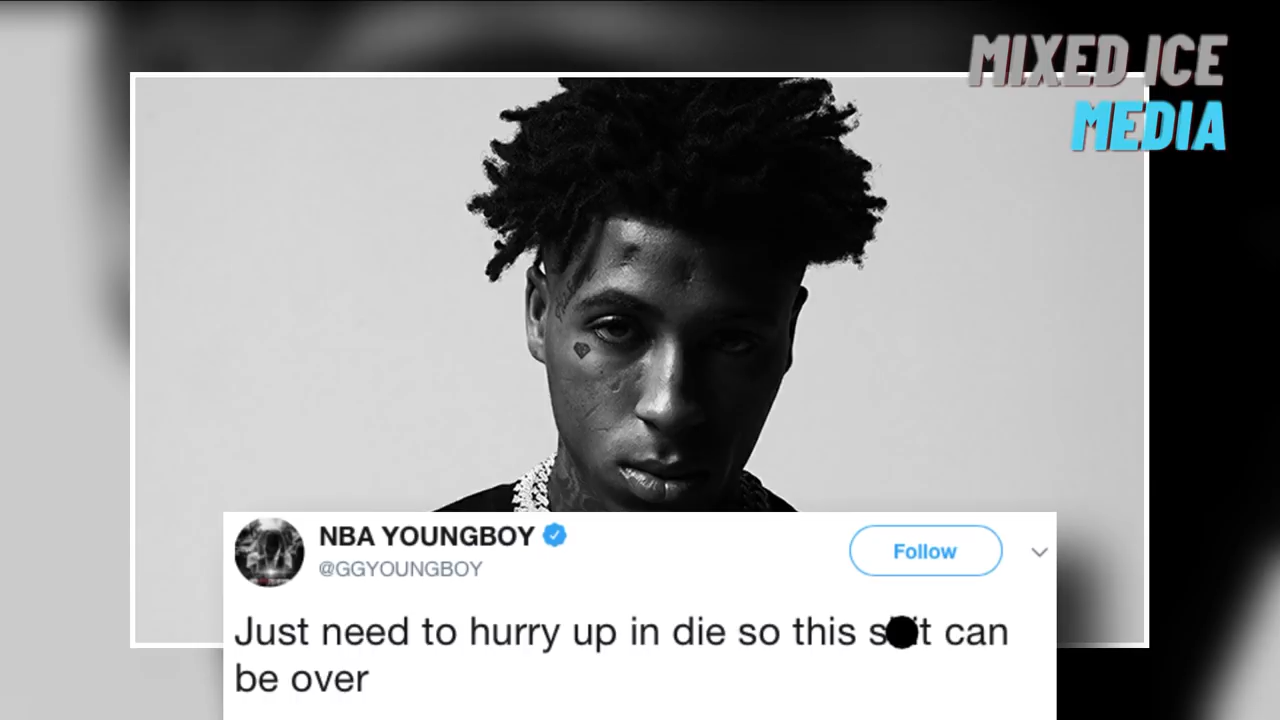 MIXED ICE
MEDIA
NBA YOUNGBOY
@GGYOUNGBOY
Follow
Just need to hurry up in die so this s●it can
be over